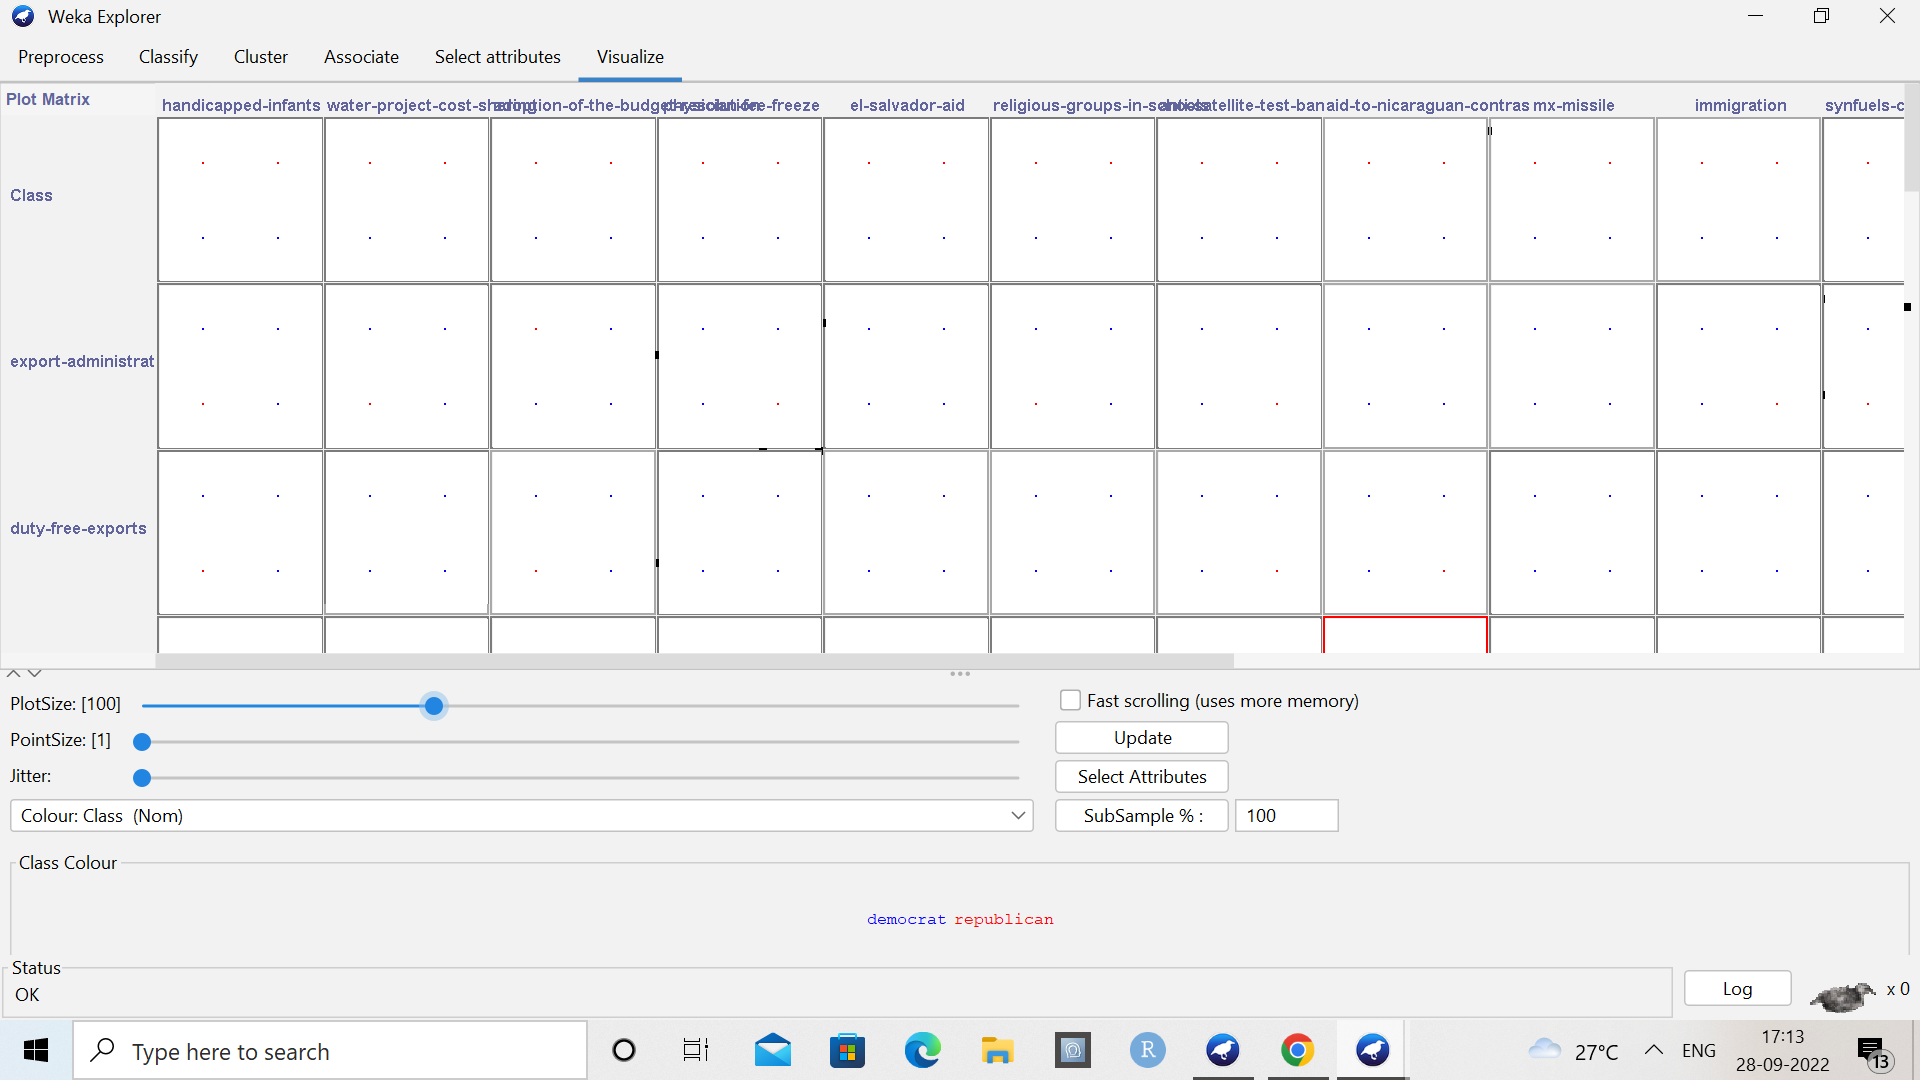 Weka Explorer
Preprocess Classify Cluster Associate Select attributes Visualize
Plot Matrix
handicapped-infants water-project-cost-sharing adoption-of-the-budget-resolution physician-fee-freeze el-salvador-aid religious-groups-in-schools anti-satellite-test-ban aid-to-nicaraguan-contras mx-missile immigration synfuels-c
Class
export-administrat
duty-free-exports
PlotSize: [100]
Fast scrolling (uses more memory)
PointSize: [1]
Update
Jitter:
Select Attributes
Colour: Class (Nom)
SubSample % : 100
Class Colour
democrat republican
Status
OK
Log
x 0
Type here to search
R
27°C
ENG
17:13
28-09-2022
13